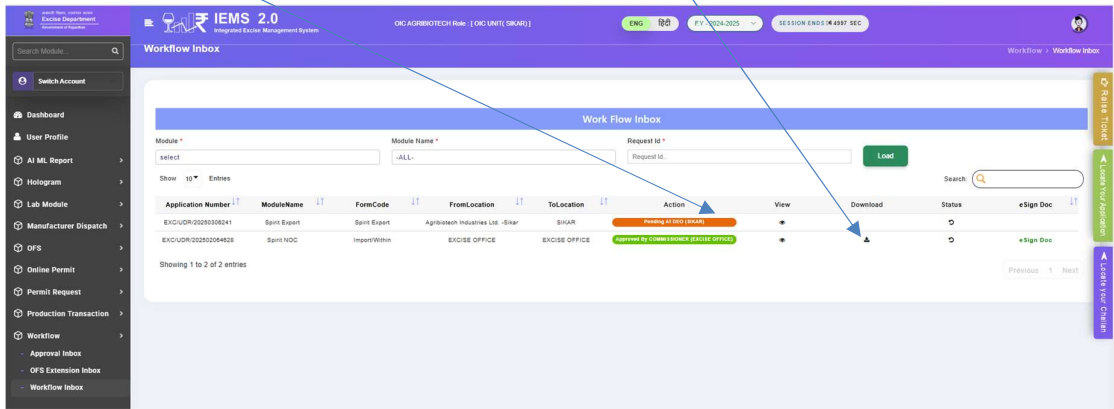 Excise Department
Government of Rajasthan
IEMS 2.0
Integrated Excise Management System
OIC AGRIBIOTECH Role : [ OIC UNIT( SIKAR) ]
ENG हिंदी
F.Y - 2024-2025
SESSION ENDS 4997 SEC
Search Module...
Workflow Inbox
Workflow > Workflow Inbox
Switch Account
Dashboard
User Profile
AI ML Report
Hologram
Lab Module
Manufacturer Dispatch
OFS
Online Permit
Permit Request
Production Transaction
Workflow
- Approval Inbox
- OFS Extension Inbox
- Workflow Inbox
Work Flow Inbox
Module * Module Name * Request Id *
select -ALL- Request Id.. Load
Show 10 Entries Search:
Application Number ModuleName FormCode FromLocation ToLocation Action View Download Status eSign Doc
EXC/UDR/20250306241 Spirit Export Spirit Export Agribiotech Industries Ltd. -Sikar SIKAR Pending At DEO (SIKAR)
EXC/UDR/202502064628 Spirit NOC Import/Within EXCISE OFFICE EXCISE OFFICE Approved By COMMISSIONER (EXCISE OFFICE) eSign Doc
Showing 1 to 2 of 2 entries
Previous 1 Next
Raise Ticket
Locate Your Application
Locate your Challan